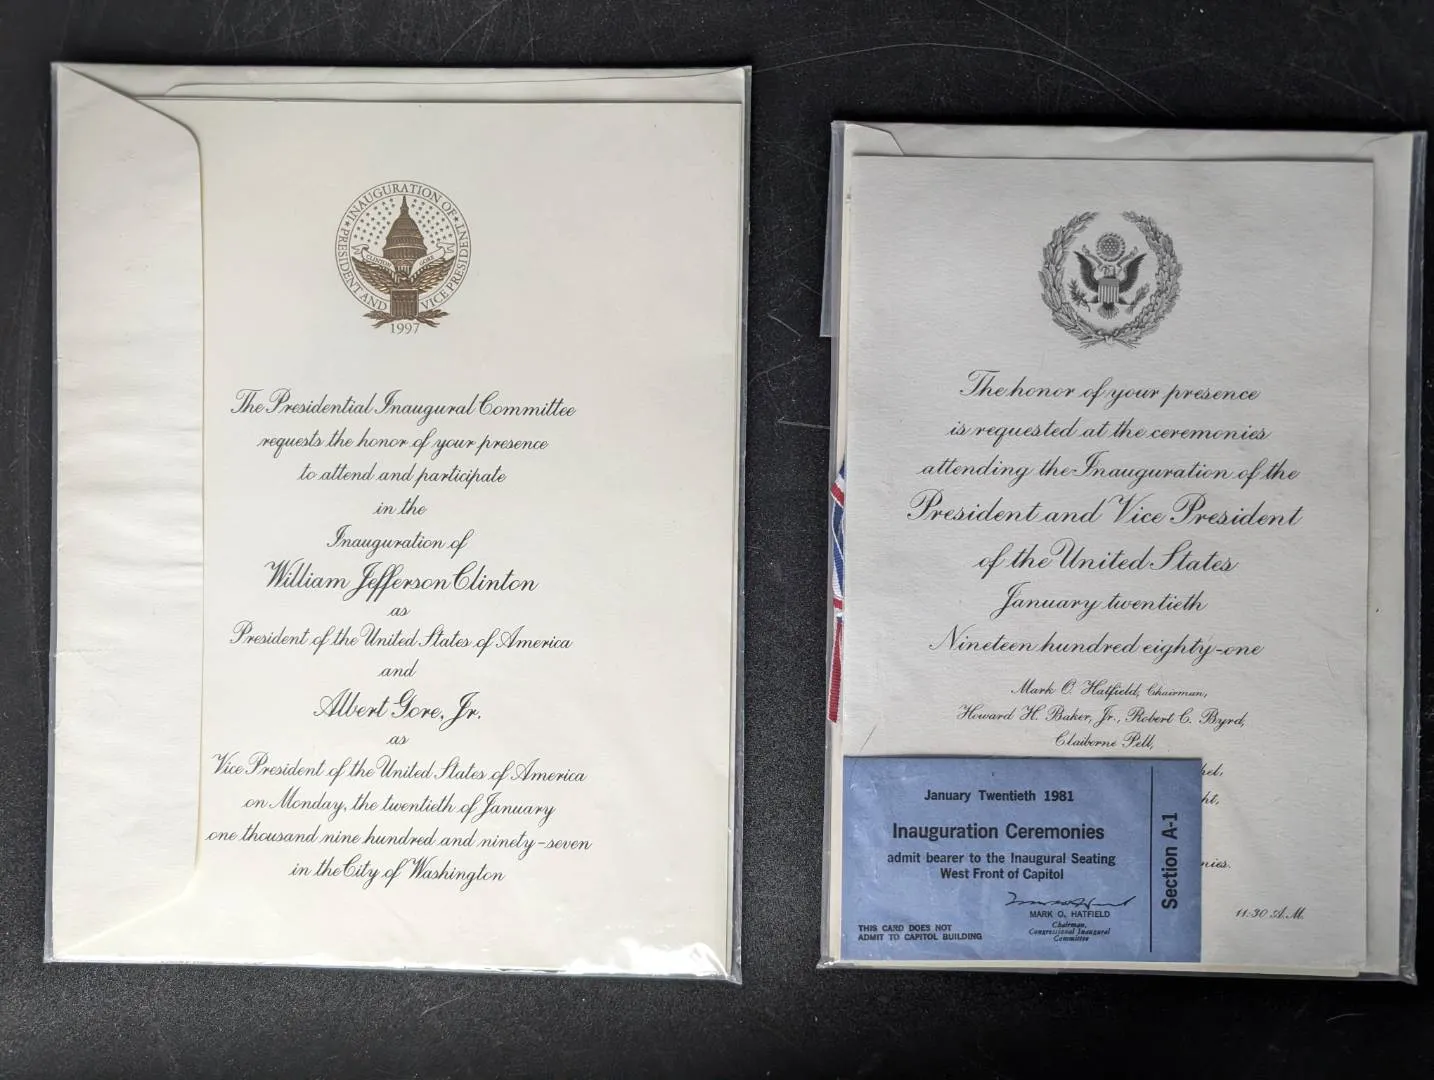 INAUGURATION OF
PRESIDENT AND VICE PRESIDENT
CLINTON GORE
1997
The Presidential Inaugural Committee
requests the honor of your presence
to attend and participate
in the
Inauguration of
William Jefferson Clinton
as
President of the United States of America
and
Albert Gore, Jr.
as
Vice President of the United States of America
on Monday, the twentieth of January
one thousand nine hundred and ninety-seven
in the City of Washington
The honor of your presence
is requested at the ceremonies
attending the Inauguration of the
President and Vice President
of the United States
January twentieth
Nineteen hundred eighty-one
Mark O. Hatfield, Chairman,
Howard H. Baker, Jr., Robert C. Byrd,
Claiborne Pell,
11:30 A.M.
January Twentieth 1981
Inauguration Ceremonies
admit bearer to the Inaugural Seating
West Front of Capitol
MARK O. HATFIELD
Chairman,
Congressional Inaugural
Committee
THIS CARD DOES NOT
ADMIT TO CAPITOL BUILDING
Section A-1